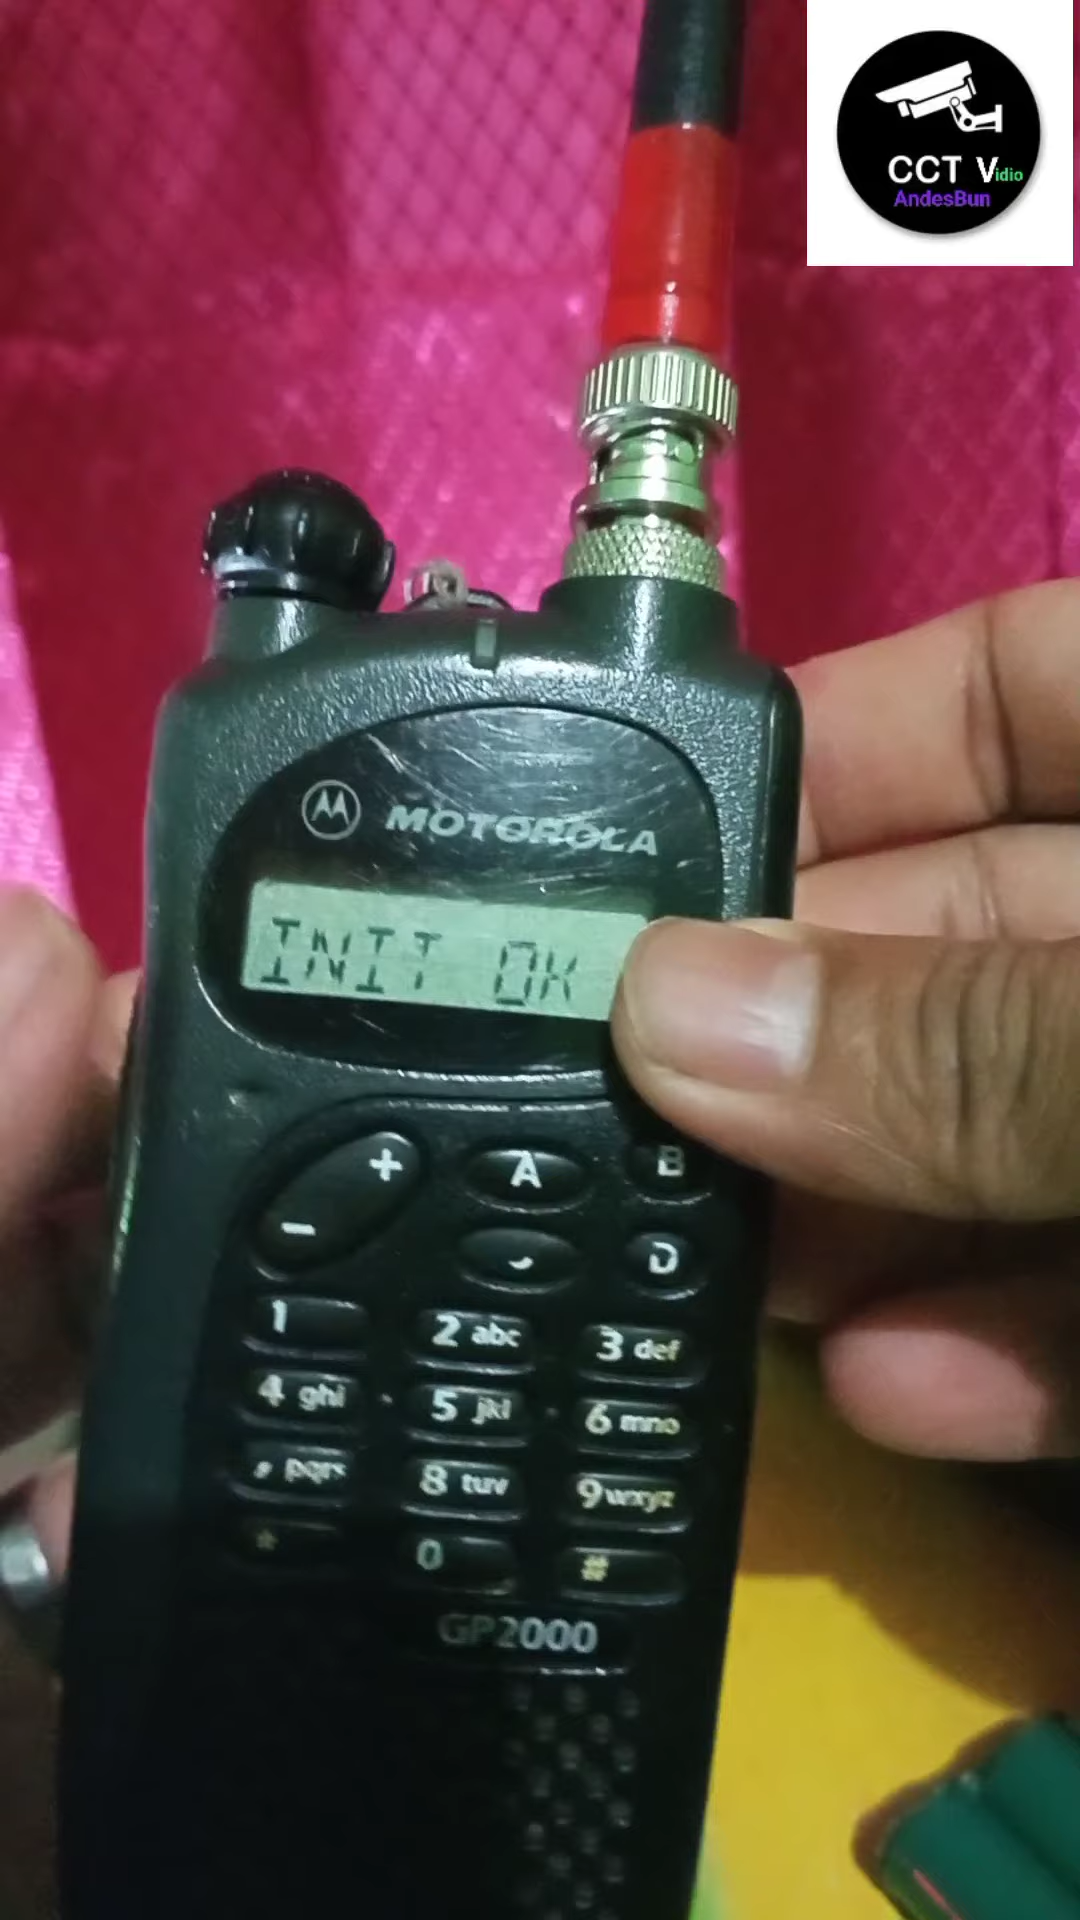 CCT Vidio
AndesBun
MOTOROLA
INIT OK
+
A
B
-
D
1
2 abc
3 def
4 ghi
5 jkl
6 mno
pqrs
8 tuv
9 wxyz
*
0
#
GP2000